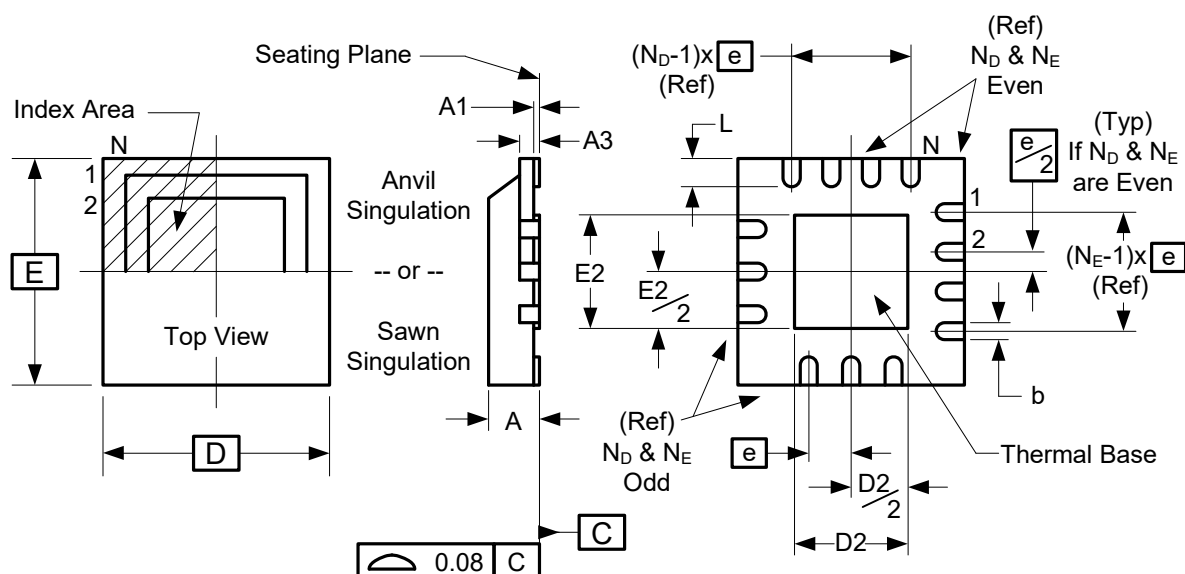 Seating Plane
Index Area
A1
A3
N
1
2
Anvil
Singulation
-- or --
Sawn
Singulation
E
Top View
D
A
C
0.08 C
(N_D-1)x e
(Ref)
(Ref)
N_D & N_E
Even
L
N
e/2
(Typ)
If N_D & N_E
are Even
1
2
(N_E-1)x e
(Ref)
E2
E2/2
b
(Ref)
N_D & N_E
Odd
e
Thermal Base
D2/2
D2